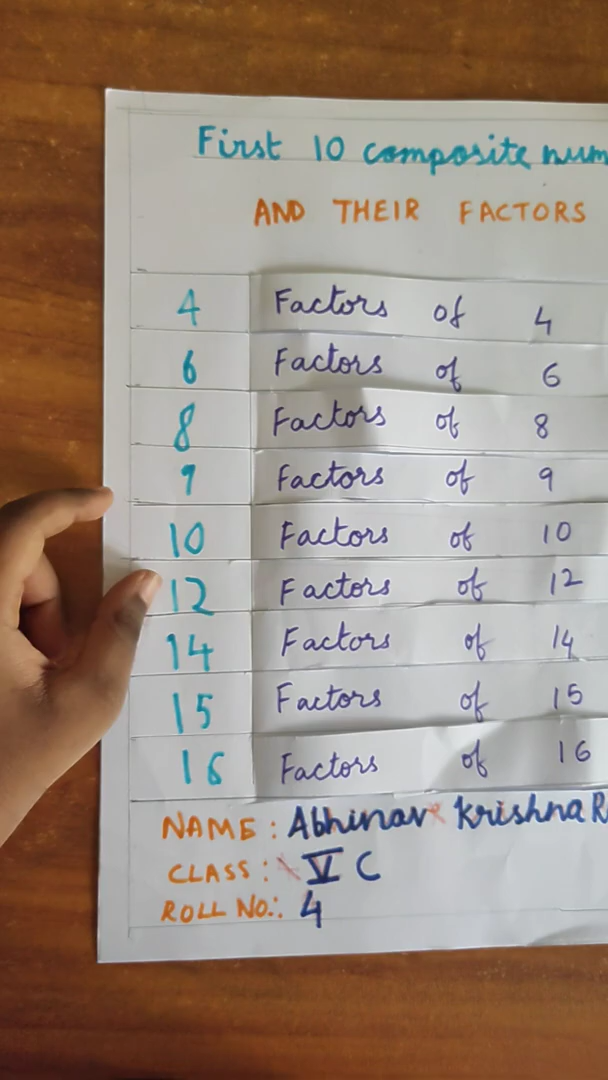 First 10 composite num
AND THEIR FACTORS
4 Factors of 4
6 Factors of 6
8 Factors of 8
9 Factors of 9
10 Factors of 10
12 Factors of 12
14 Factors of 14
15 Factors of 15
16 Factors of 16
NAME: Abhinav Krishna R
CLASS: V C
ROLL NO.: 4